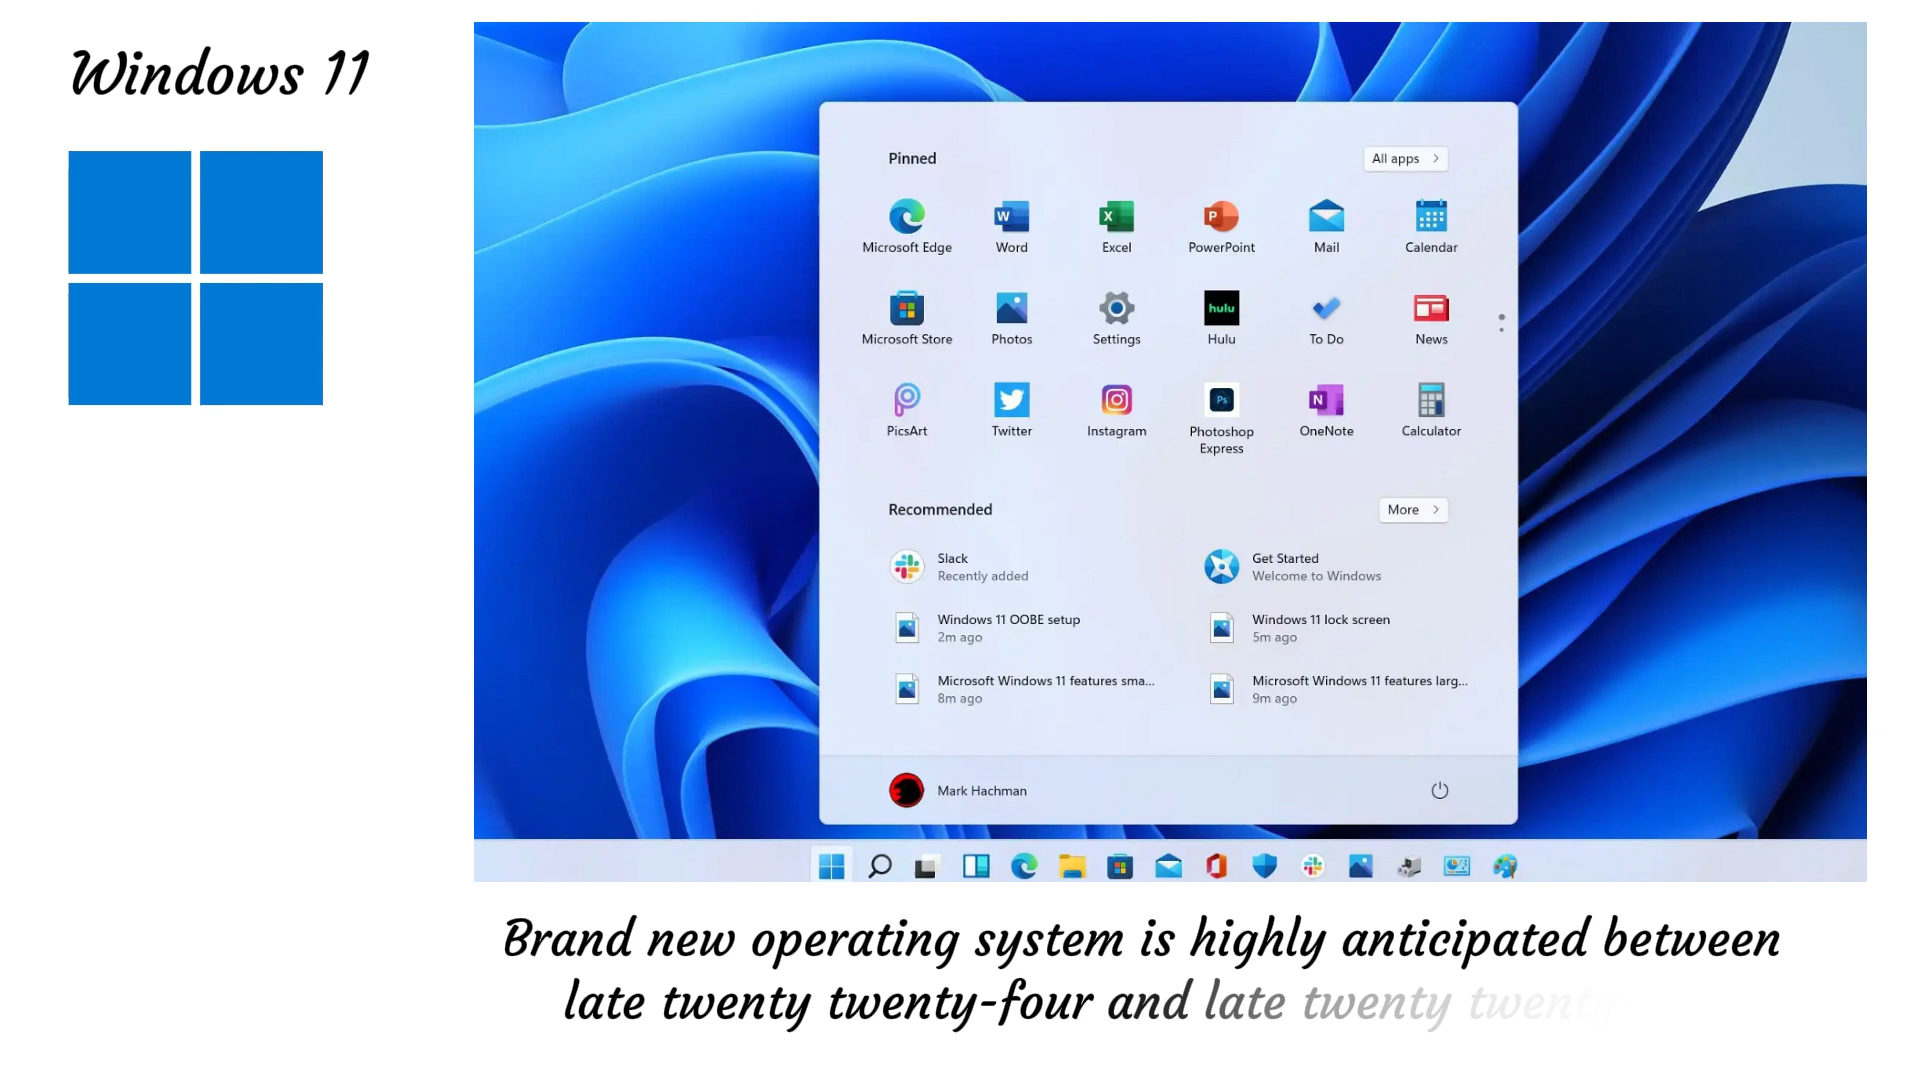 Windows 11
Pinned
All apps
Microsoft Edge
Word
Excel
PowerPoint
Mail
Calendar
Microsoft Store
Photos
Settings
hulu
Hulu
To Do
News
PicsArt
Twitter
Instagram
Photoshop
Express
OneNote
Calculator
Recommended
More
Slack
Recently added
Get Started
Welcome to Windows
Windows 11 OOBE setup
2m ago
Windows 11 lock screen
5m ago
Microsoft Windows 11 features sma...
8m ago
Microsoft Windows 11 features larg...
9m ago
Mark Hachman
Brand new operating system is highly anticipated between
late twenty twenty-four and late twenty twenty